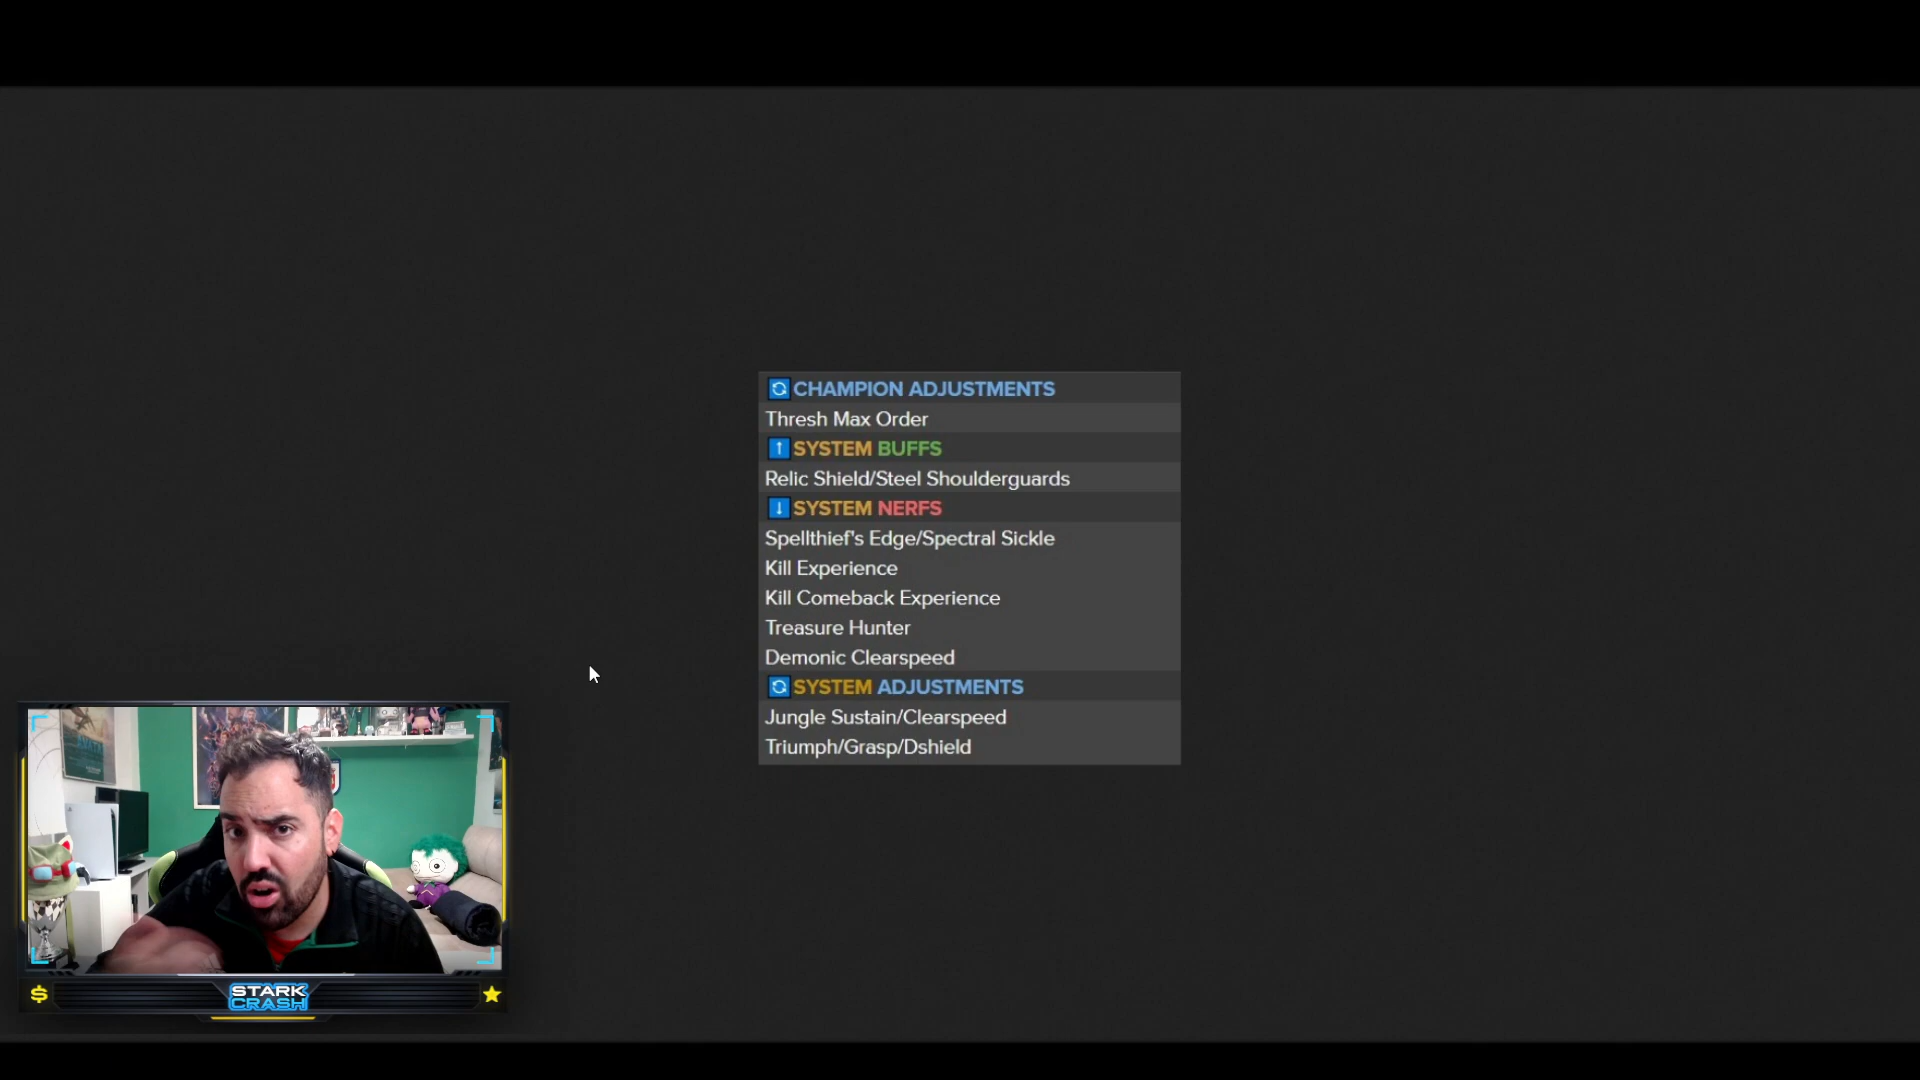 CHAMPION ADJUSTMENTS
Thresh Max Order
SYSTEM BUFFS
Relic Shield/Steel Shoulderguards
SYSTEM NERFS
Spellthief's Edge/Spectral Sickle
Kill Experience
Kill Comeback Experience
Treasure Hunter
Demonic Clearspeed
SYSTEM ADJUSTMENTS
Jungle Sustain/Clearspeed
Triumph/Grasp/Dshield
$
STARK
CRASH